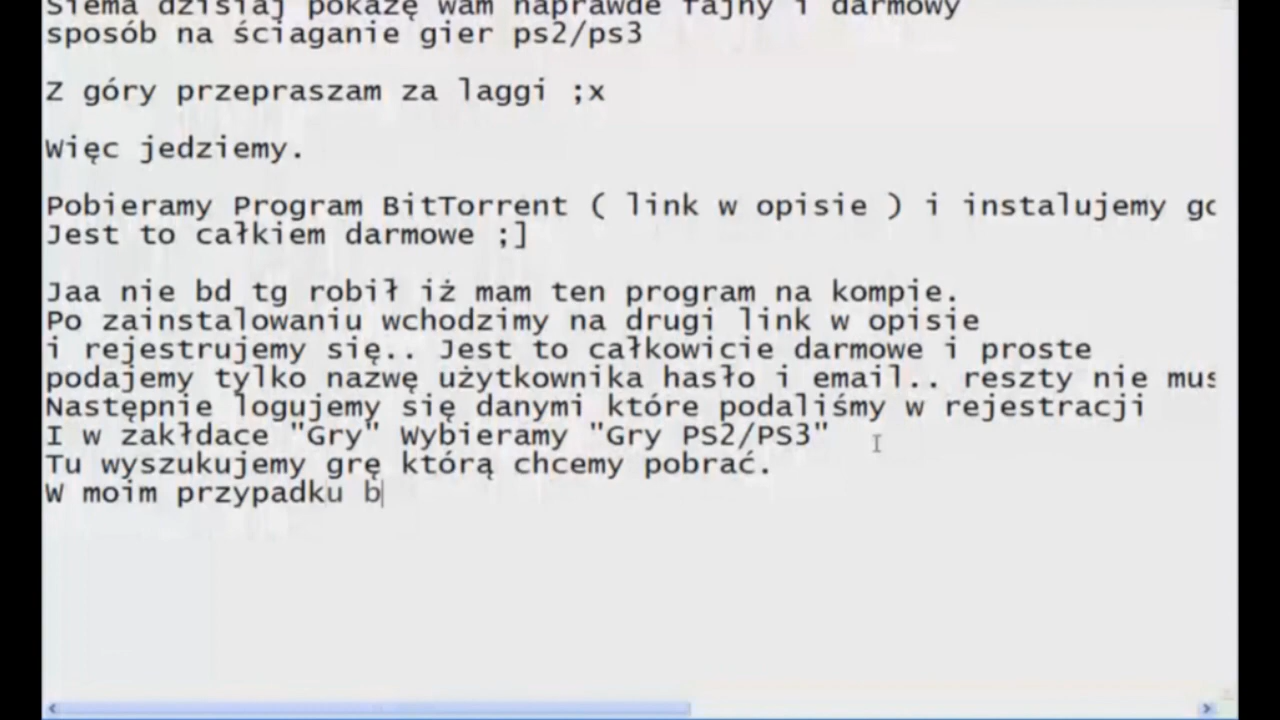 Siema dzisiaj pokażę wam naprawde fajny i darmowy
sposób na ściaganie gier ps2/ps3
Z góry przepraszam za laggi ;x
Więc jedziemy.
Pobieramy Program BitTorrent ( link w opisie ) i instalujemy
Jest to całkiem darmowe ;]
Jaa nie bd tg robił iż mam ten program na kompie.
Po zainstalowaniu wchodzimy na drugi link w opisie
i rejestrujemy się.. Jest to całkowicie darmowe i proste
podajemy tylko nazwę użytkownika hasło i email.. reszty nie
Następnie logujemy się danymi które podaliśmy w rejestracji
I w zakłdace "Gry" Wybieramy "Gry PS2/PS3"
Tu wyszukujemy grę którą chcemy pobrać.
W moim przypadku b